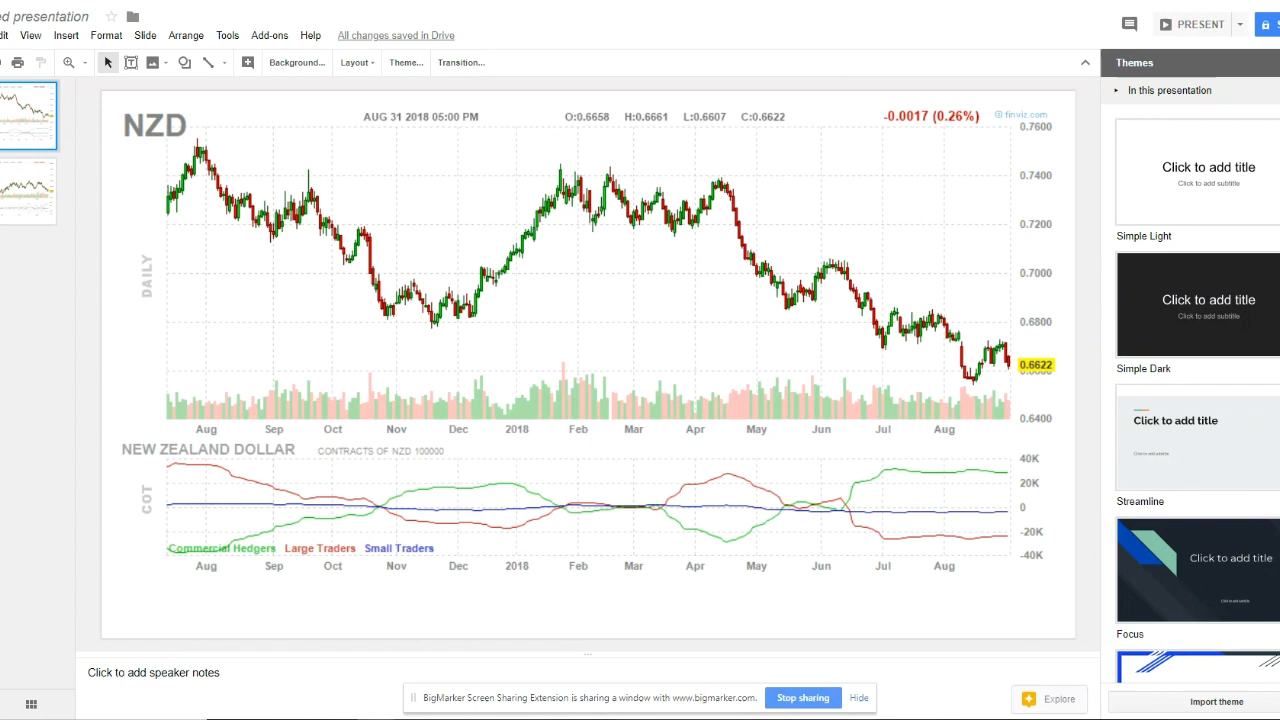 ed presentation
dit View Insert Format Slide Arrange Tools Add-ons Help All changes saved in Drive
PRESENT
Background... Layout Theme... Transition...
Themes
In this presentation
NZD
AUG 31 2018 05:00 PM O:0.6658 H:0.6661 L:0.6607 C:0.6622 -0.0017 (0.26%) © finviz.com
0.7600
0.7400
0.7200
0.7000
0.6800
0.6622
0.6400
DAILY
Aug Sep Oct Nov Dec 2018 Feb Mar Apr May Jun Jul Aug
NEW ZEALAND DOLLAR CONTRACTS OF NZD 100000
40K
20K
0
-20K
-40K
COT
Commercial Hedgers Large Traders Small Traders
Aug Sep Oct Nov Dec 2018 Feb Mar Apr May Jun Jul Aug
Click to add title
Click to add subtitle
Simple Light
Click to add title
Click to add subtitle
Simple Dark
Click to add title
Click to add subtitle
Streamline
Click to add title
Click to add subtitle
Focus
Click to add speaker notes
BigMarker Screen Sharing Extension is sharing a window with www.bigmarker.com. Stop sharing Hide
Explore
Import theme